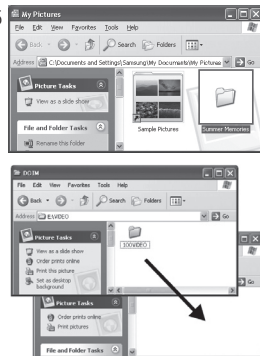 My Pictures
File Edit View Favorites Tools Help
Back Search Folders
Address C:\Documents and Settings\Samsung\My Documents\My Pictures Go
Picture Tasks
View as a slide show
File and Folder Tasks
Rename this folder
Sample Pictures
Summer Memories
DCIM
File Edit View Favorites Tools Help
Back Search Folders
Address E:\VIDEO Go
Picture Tasks
View as a slide show
Order prints online
Print this picture
Set as desktop
background
100VIDEO
Go
Picture Tasks
Order prints online
Print pictures
File and Folder Tasks